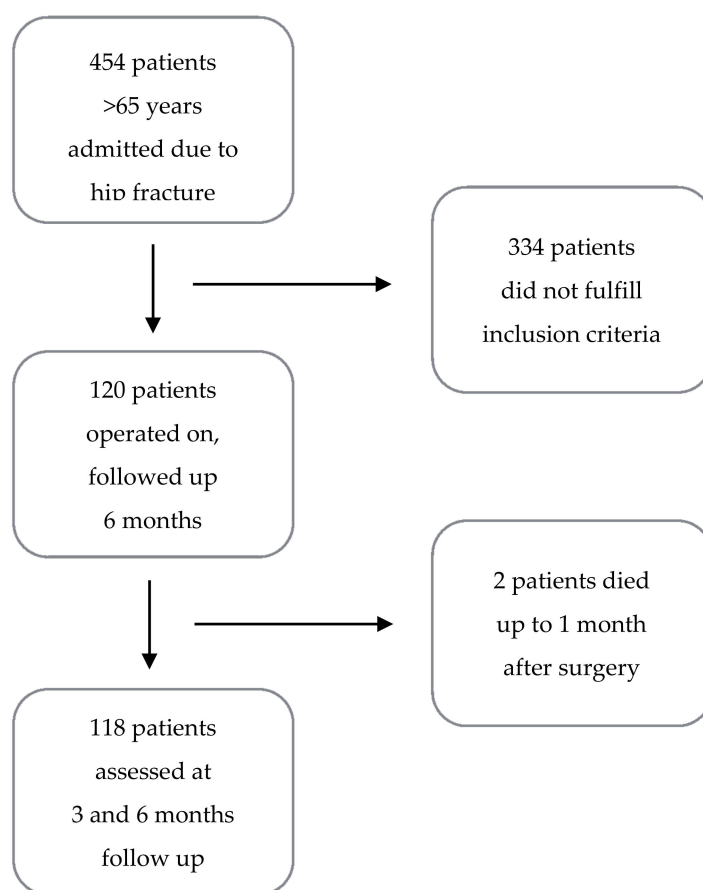 454 patients
>65 years
admitted due to
hip fracture
334 patients
did not fulfill
inclusion criteria
120 patients
operated on,
followed up
6 months
2 patients died
up to 1 month
after surgery
118 patients
assessed at
3 and 6 months
follow up